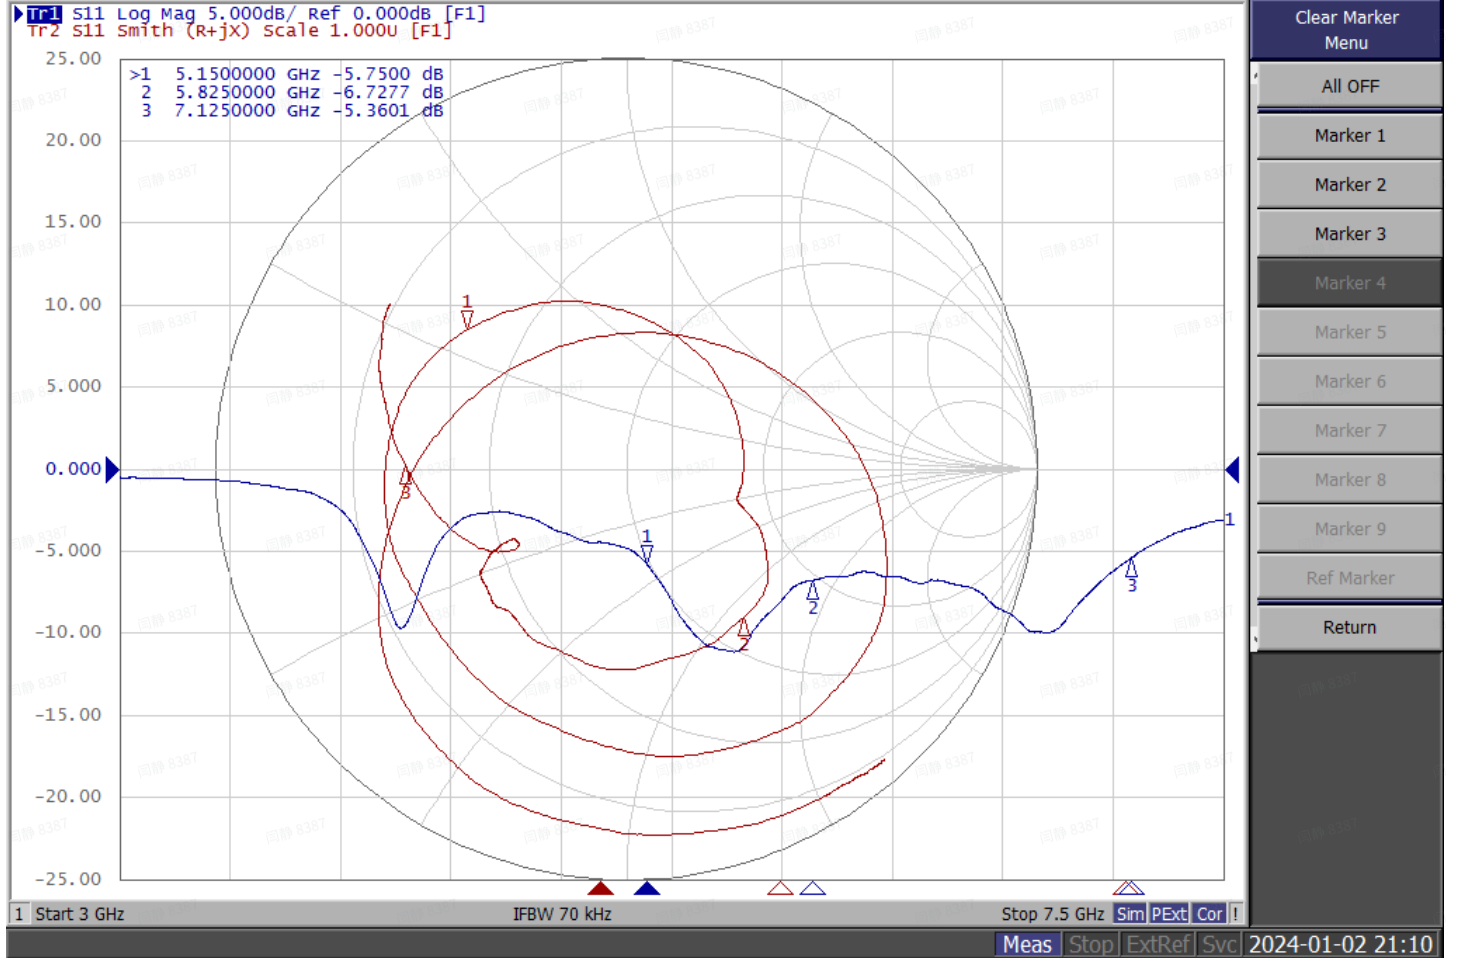 Tr1 S11 Log Mag 5.000dB/ Ref 0.000dB [F1]
Tr2 S11 Smith (R+jX) Scale 1.000U [F1]
>1 5.1500000 GHz -5.7500 dB
2 5.8250000 GHz -6.7277 dB
3 7.1250000 GHz -5.3601 dB
25.00
20.00
15.00
10.00
5.000
0.000
-5.000
-10.00
-15.00
-20.00
-25.00
1
3
1
2
2
3
1
1 Start 3 GHz
IFBW 70 kHz
Stop 7.5 GHz Sim PExt Cor !
Clear Marker
Menu
All OFF
Marker 1
Marker 2
Marker 3
Marker 4
Marker 5
Marker 6
Marker 7
Marker 8
Marker 9
Ref Marker
Return
Meas Stop ExtRef Svc 2024-01-02 21:10
闫静 8387